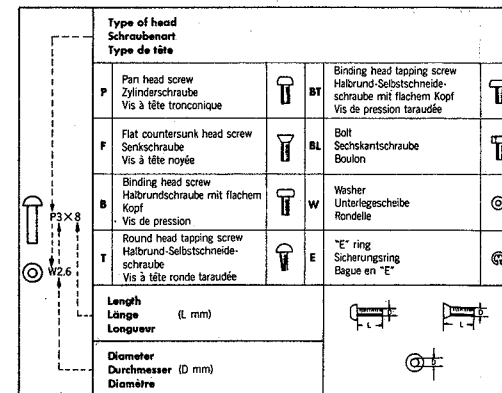 Type of head
Schraubenart
Type de tête
P
Pan head screw
Zylinderschraube
Vis à tête tronconique
BT
Binding head tapping screw
Halbrund-Selbstschneide-
schraube mit flachem Kopf
Vis de pression taraudée
F
Flat countersunk head screw
Senkschraube
Vis à tête noyée
BL
Bolt
Sechskantschraube
Boulon
B
Binding head screw
Halbrundschraube mit flachem
Kopf
Vis de pression
W
Washer
Unterlegescheibe
Rondelle
T
Round head tapping screw
Halbrund-Selbstschneide-
schraube
Vis à tête ronde taraudée
E
"E" ring
Sicherungsring
Bague en "E"
P3×8
W2.6
Length
Länge (L mm)
Longueur
L
D
L
D
D
Diameter
Durchmesser (D mm)
Diamètre